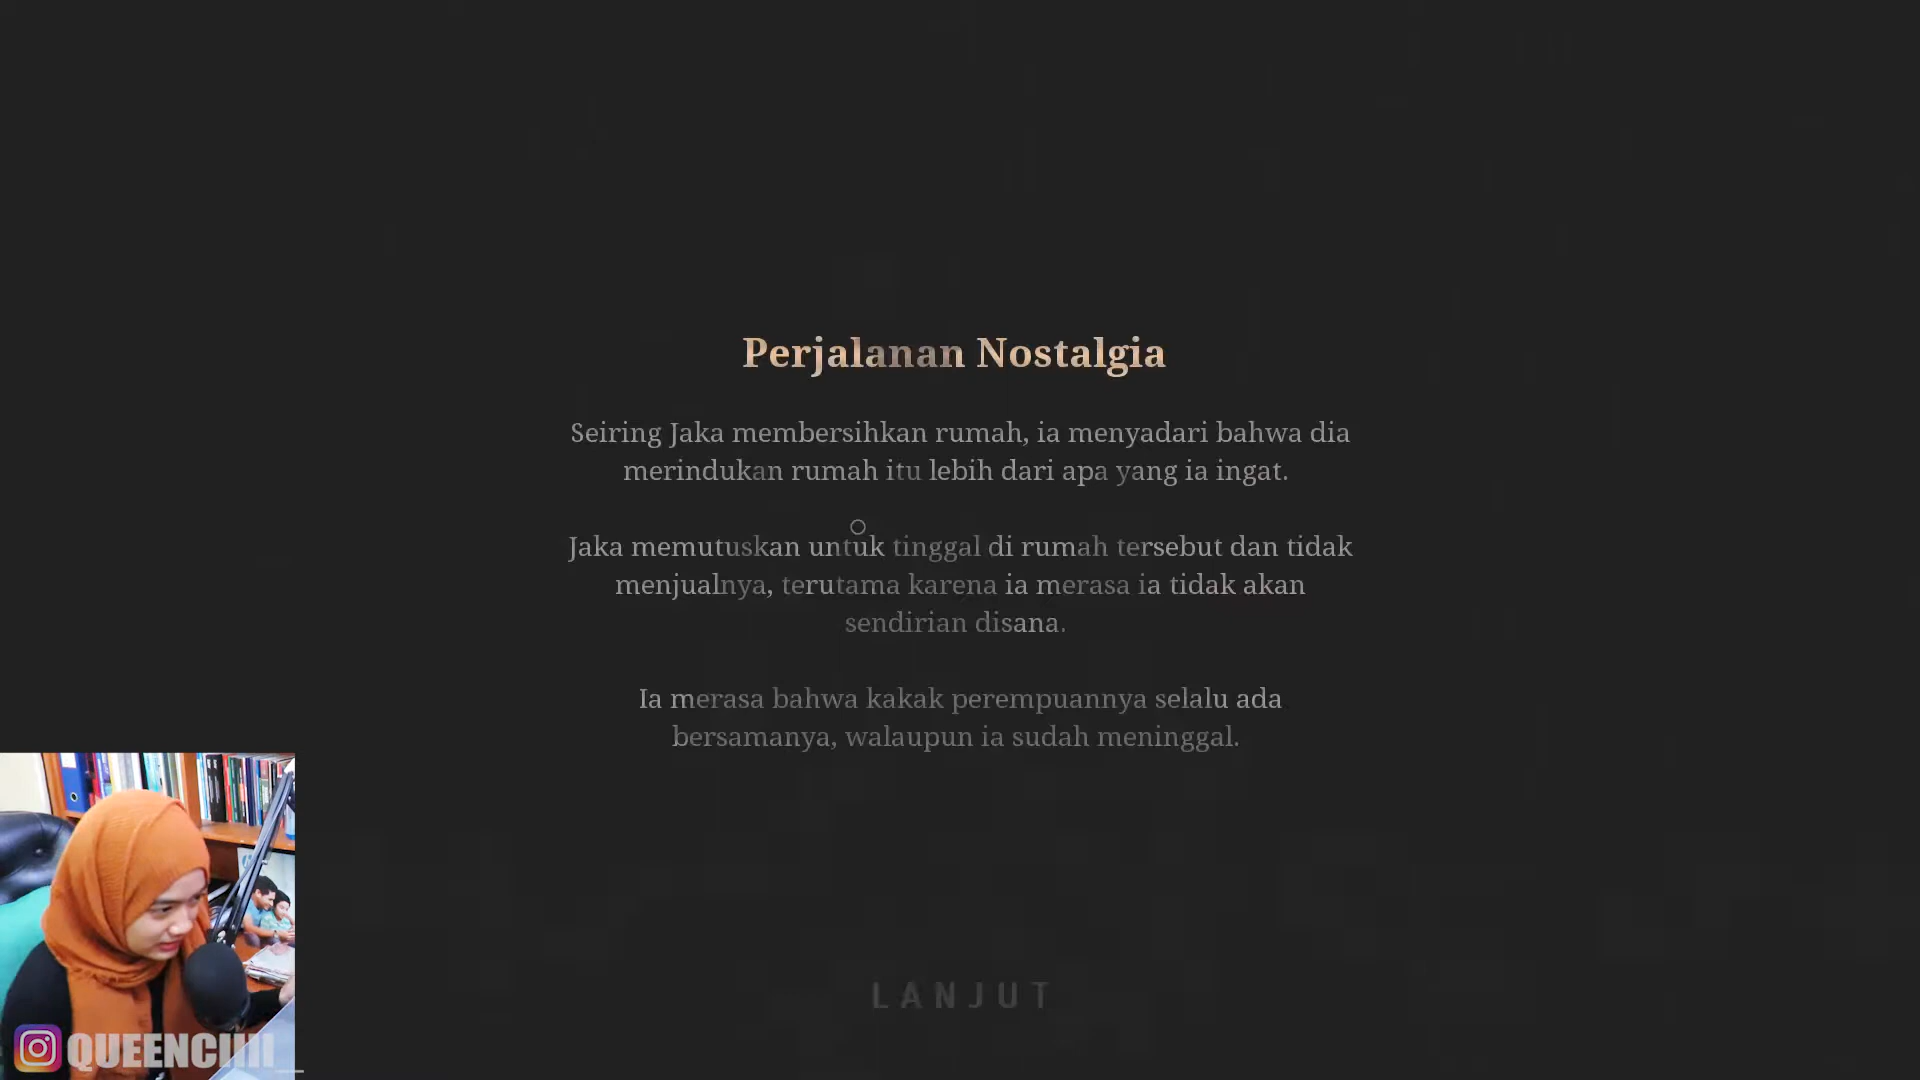 Perjalanan Nostalgia
Seiring Jaka membersihkan rumah, ia menyadari bahwa dia
merindukan rumah itu lebih dari apa yang ia ingat.
Jaka memutuskan untuk tinggal di rumah tersebut dan tidak
menjualnya, terutama karena ia merasa ia tidak akan
sendirian disana.
Ia merasa bahwa kakak perempuannya selalu ada
bersamanya, walaupun ia sudah meninggal.
LANJUT